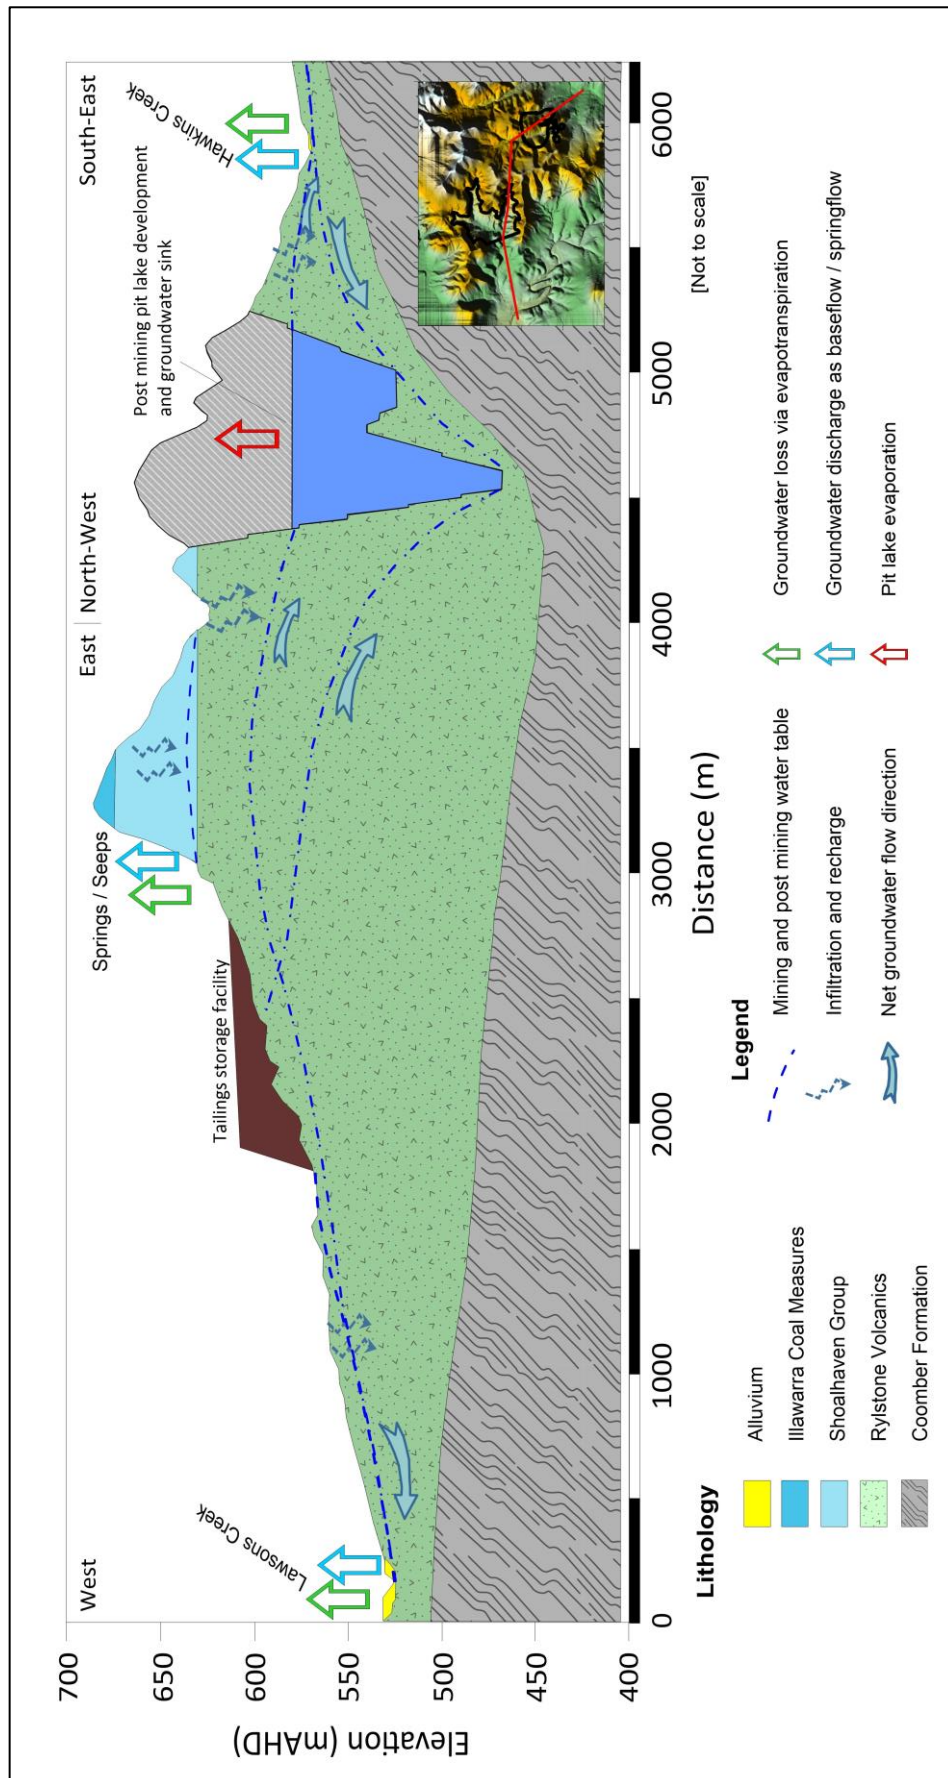 West
East
North-West
South-East
Lawsons Creek
Springs / Seeps
Tailings storage facility
Post mining pit lake development
and groundwater sink
Hawkins Creek
Elevation (mAHD)
700
650
600
550
500
450
400
0
1000
2000
3000
4000
5000
6000
Distance (m)
[Not to scale]
Lithology
Alluvium
Illawarra Coal Measures
Shoalhaven Group
Rylstone Volcanics
Coomber Formation
Legend
Mining and post mining water table
Infiltration and recharge
Net groundwater flow direction
Groundwater loss via evapotranspiration
Groundwater discharge as baseflow / springflow
Pit lake evaporation